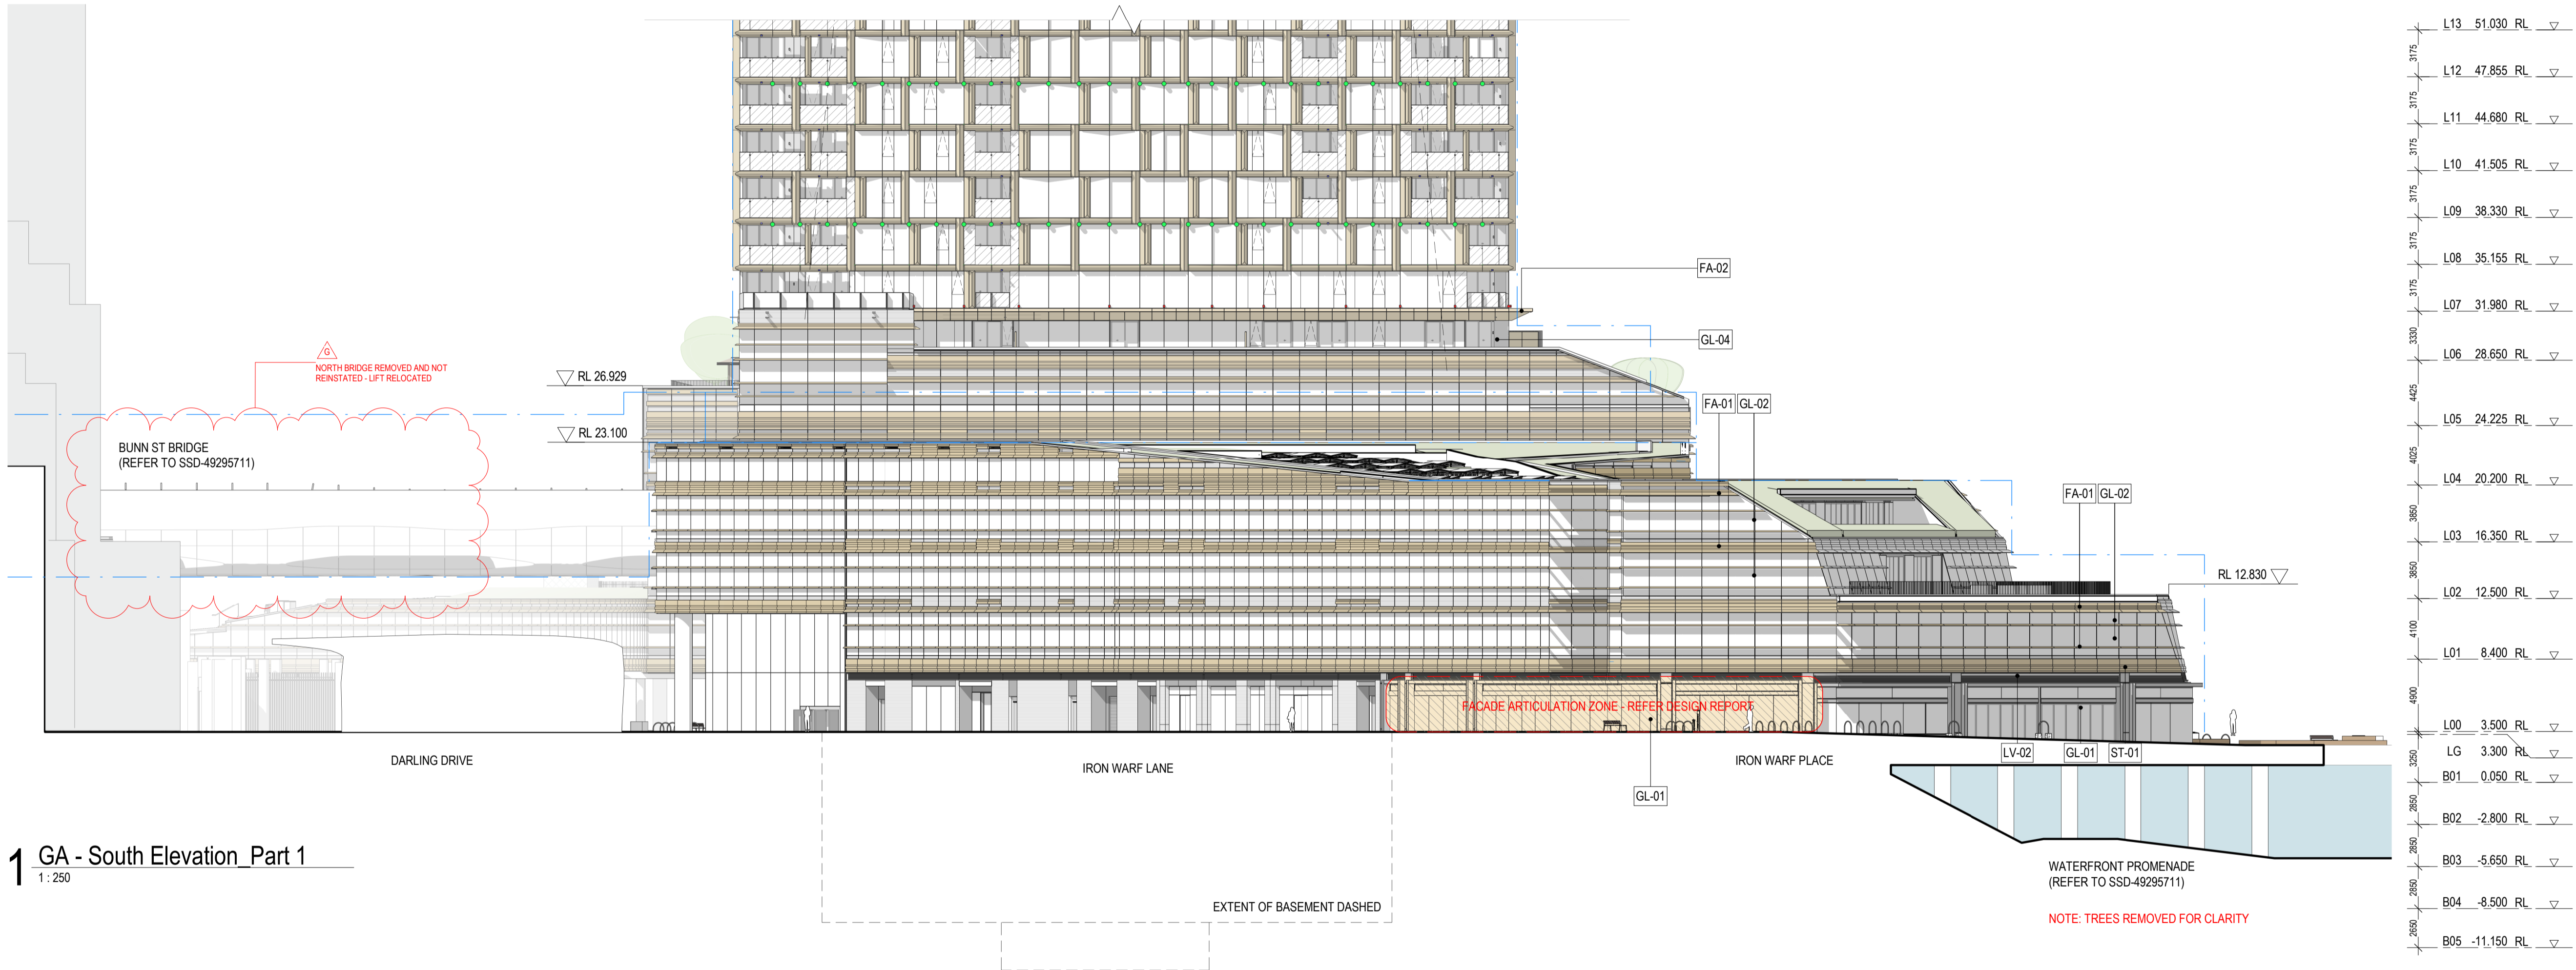 L13 51.030 RL
3175
L12 47.855 RL
3175
L11 44.680 RL
3175
L10 41.505 RL
3175
L09 38.330 RL
3175
L08 35.155 RL
3175
L07 31.980 RL
3330
L06 28.650 RL
4425
L05 24.225 RL
4025
L04 20.200 RL
3850
L03 16.350 RL
3850
L02 12.500 RL
4100
L01 8.400 RL
4900
L00 3.500 RL
LG 3.300 RL
3250
B01 0.050 RL
2850
B02 -2.800 RL
2850
B03 -5.650 RL
2850
B04 -8.500 RL
2650
B05 -11.150 RL
FA-02
GL-04
G
NORTH BRIDGE REMOVED AND NOT
REINSTATED - LIFT RELOCATED
RL 26.929
RL 23.100
BUNN ST BRIDGE
(REFER TO SSD-49295711)
FA-01 GL-02
FA-01 GL-02
RL 12.830
FACADE ARTICULATION ZONE - REFER DESIGN REPORT
DARLING DRIVE
IRON WARF LANE
IRON WARF PLACE
LV-02 GL-01 ST-01
GL-01
1 GA - South Elevation_Part 1
1 : 250
EXTENT OF BASEMENT DASHED
WATERFRONT PROMENADE
(REFER TO SSD-49295711)
NOTE: TREES REMOVED FOR CLARITY